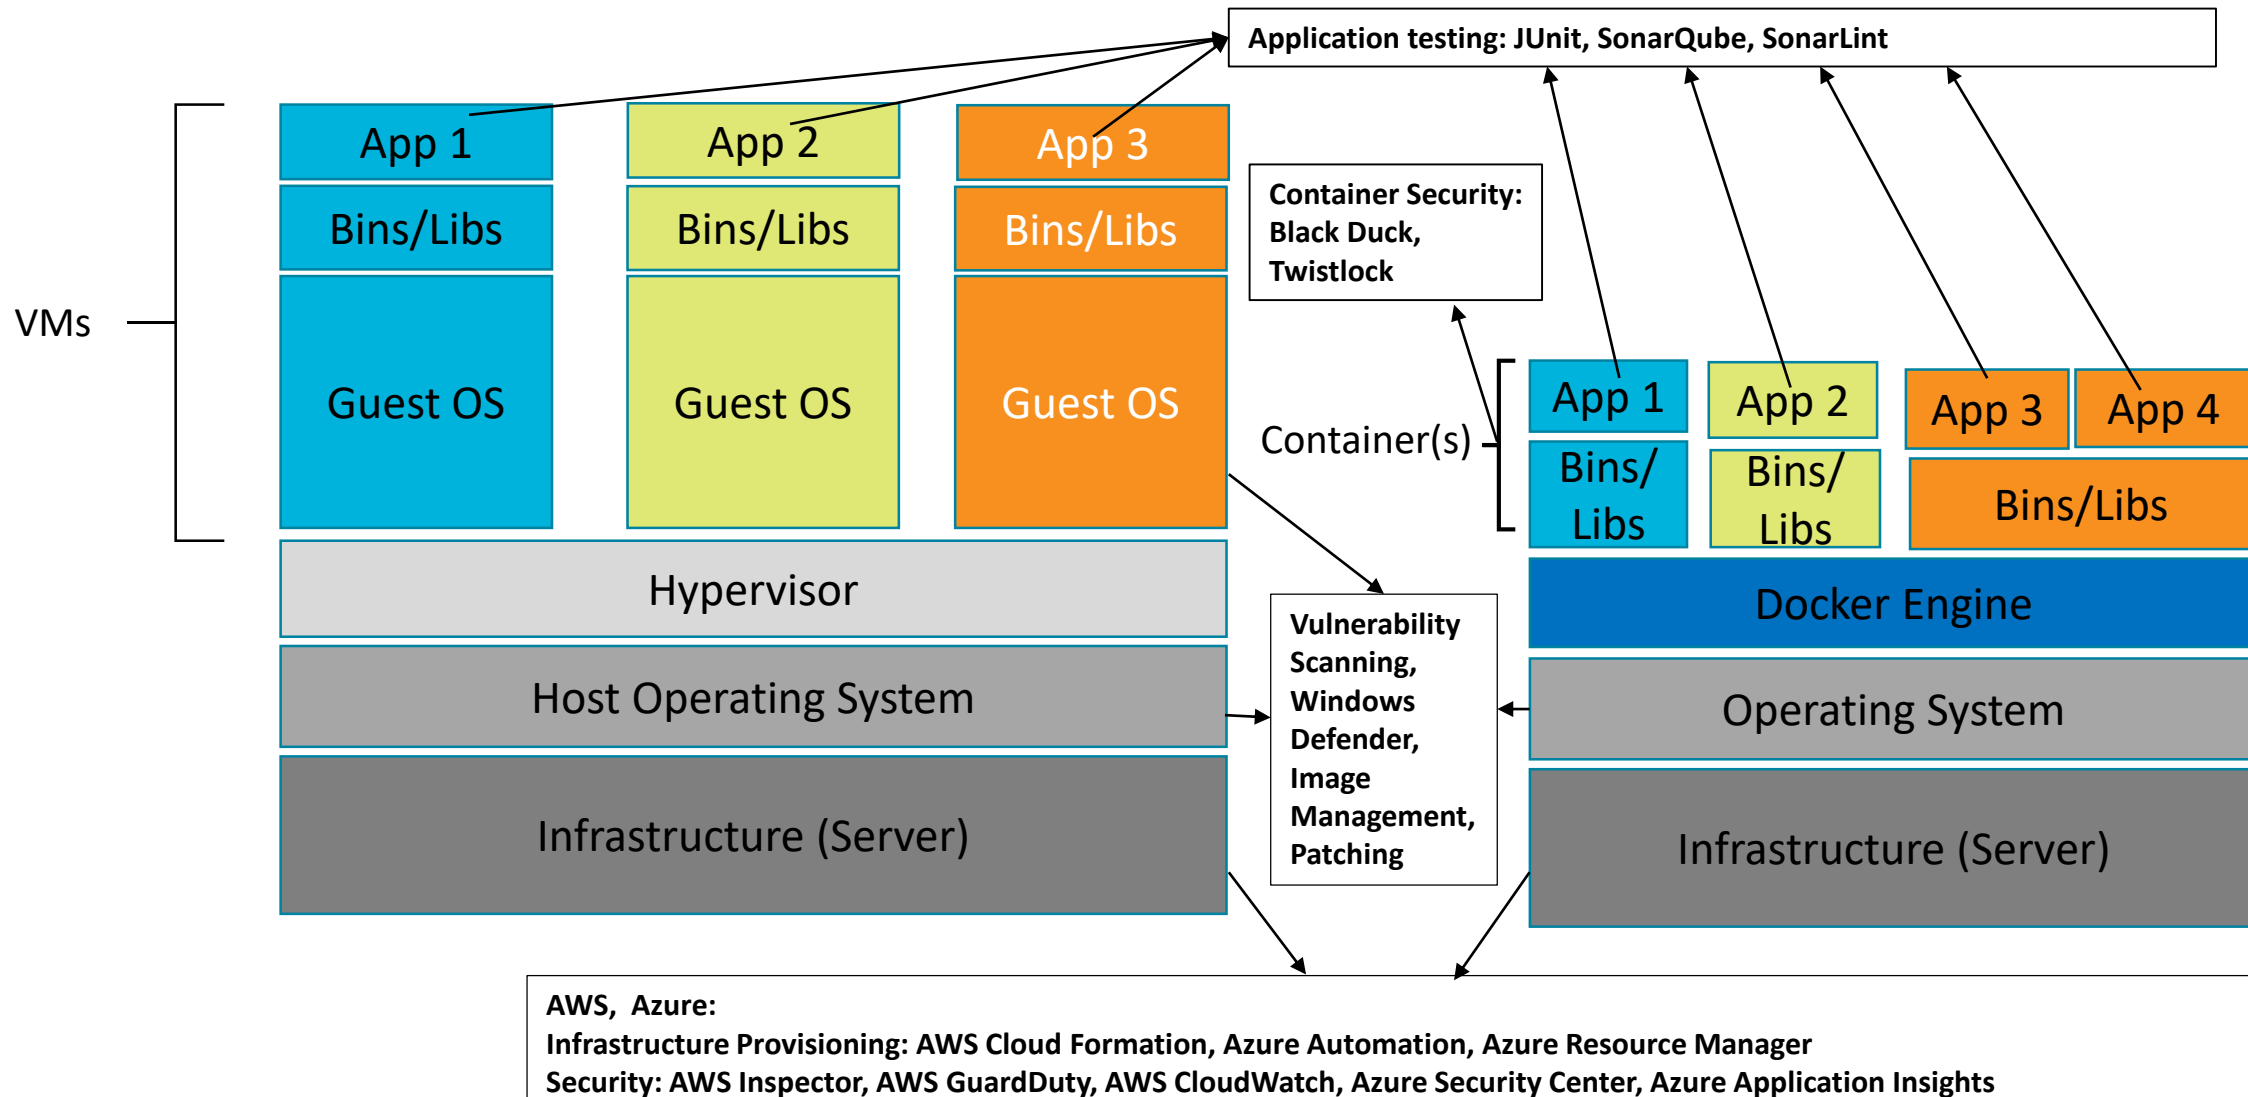 Application testing: JUnit, SonarQube, SonarLint
App 1
App 2
App 3
Bins/Libs
Bins/Libs
Bins/Libs
VMs
Guest OS
Guest OS
Guest OS
Hypervisor
Host Operating System
Infrastructure (Server)
Container Security:
Black Duck,
Twistlock
Container(s)
App 1
App 2
App 3
App 4
Bins/
Libs
Bins/
Libs
Bins/Libs
Docker Engine
Operating System
Infrastructure (Server)
Vulnerability
Scanning,
Windows
Defender,
Image
Management,
Patching
AWS,  Azure:
Infrastructure Provisioning: AWS Cloud Formation, Azure Automation, Azure Resource Manager
Security: AWS Inspector, AWS GuardDuty, AWS CloudWatch, Azure Security Center, Azure Application Insights